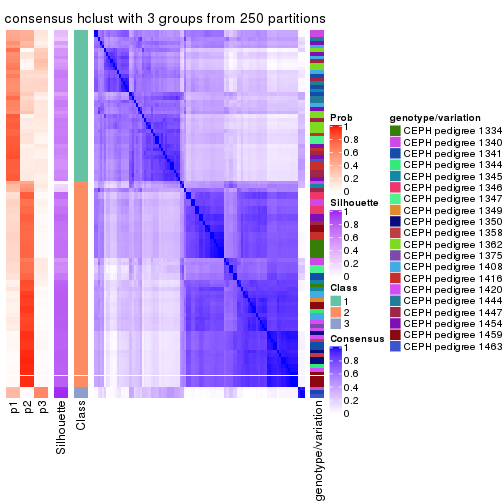 consensus hclust with 3 groups from 250 partitions
Prob
1
0.8
0.6
0.4
0.2
0
Silhouette
1
0.8
0.6
0.4
0.2
0
Class
1
2
3
Consensus
1
0.8
0.6
0.4
0.2
0
genotype/variation
CEPH pedigree 1334
CEPH pedigree 1340
CEPH pedigree 1341
CEPH pedigree 1344
CEPH pedigree 1345
CEPH pedigree 1346
CEPH pedigree 1347
CEPH pedigree 1349
CEPH pedigree 1350
CEPH pedigree 1358
CEPH pedigree 1362
CEPH pedigree 1375
CEPH pedigree 1408
CEPH pedigree 1416
CEPH pedigree 1420
CEPH pedigree 1444
CEPH pedigree 1447
CEPH pedigree 1454
CEPH pedigree 1459
CEPH pedigree 1463
p1
p2
p3
Silhouette
Class
genotype/variation